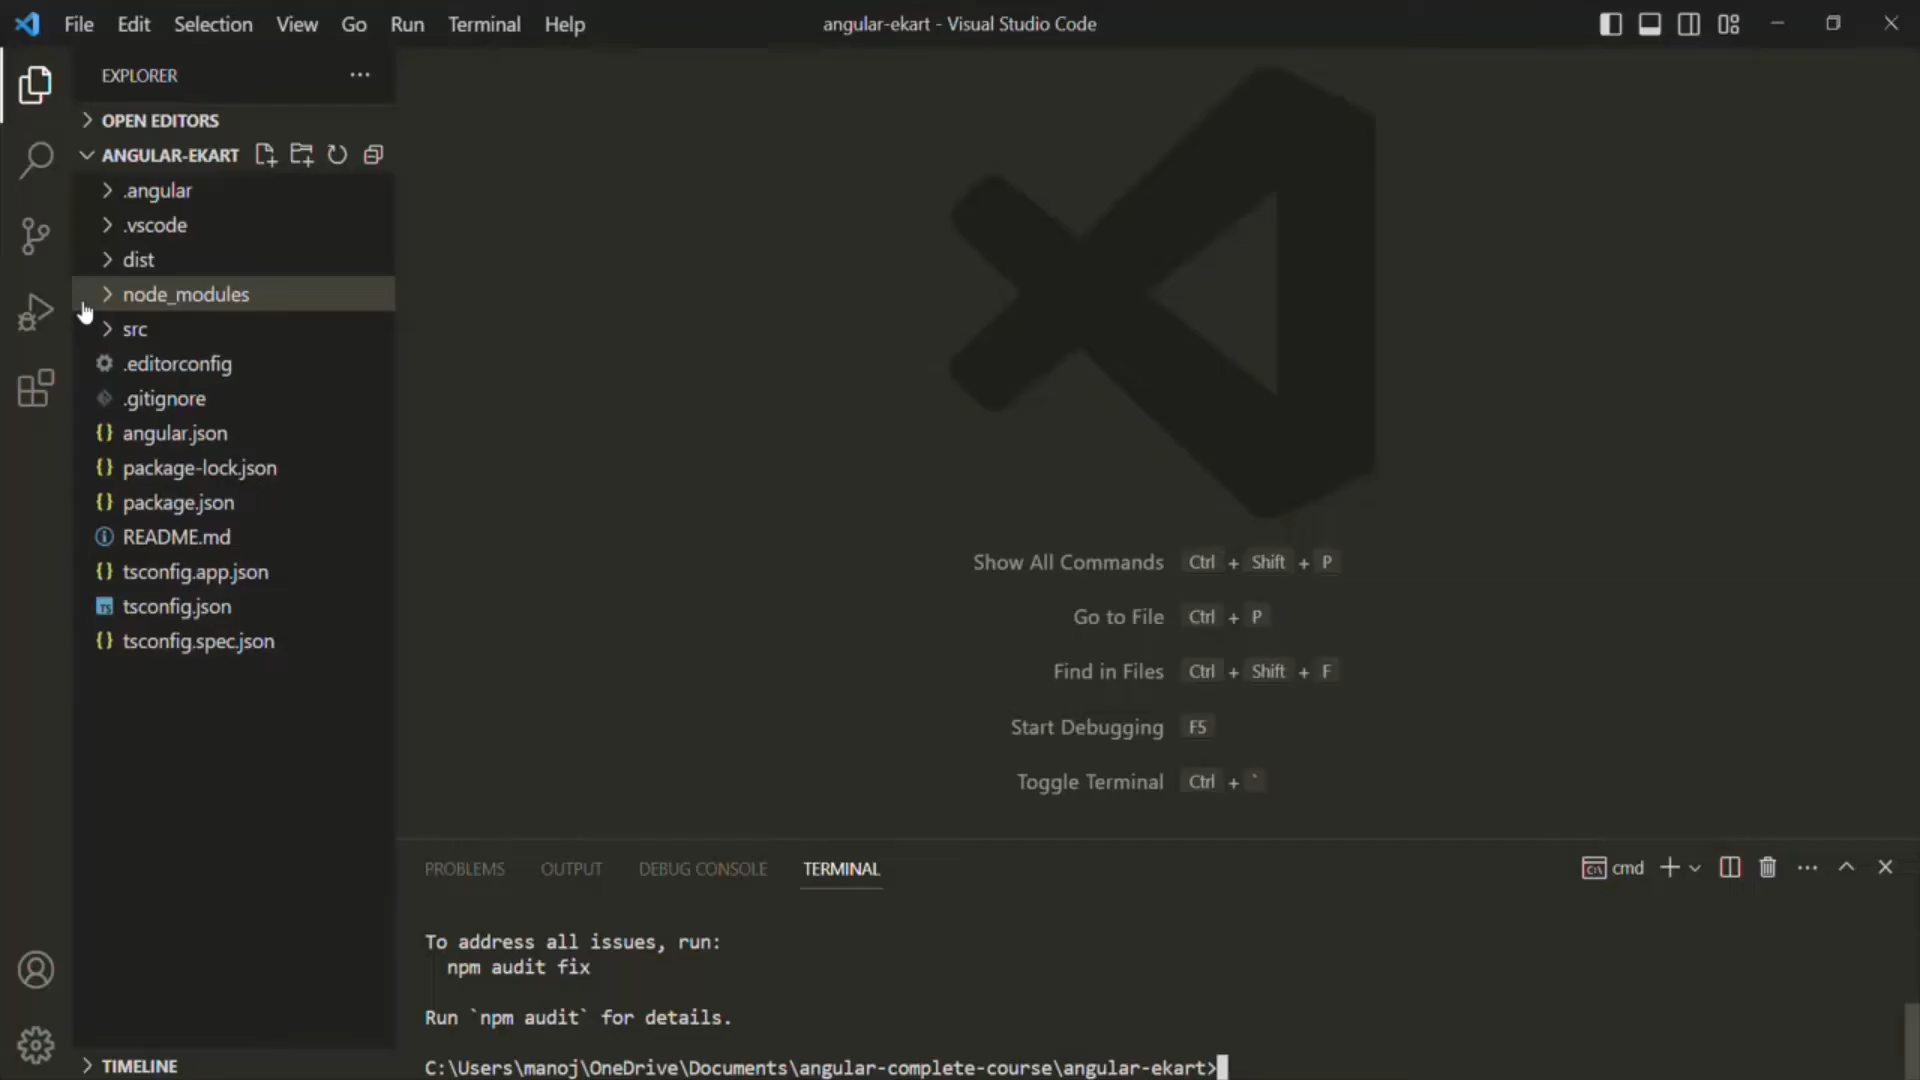 File Edit Selection View Go Run Terminal Help
angular-ekart - Visual Studio Code
EXPLORER
OPEN EDITORS
ANGULAR-EKART
.angular
.vscode
dist
node_modules
src
.editorconfig
.gitignore
{} angular.json
{} package-lock.json
{} package.json
README.md
{} tsconfig.app.json
TS tsconfig.json
{} tsconfig.spec.json
TIMELINE
Show All Commands Ctrl + Shift + P
Go to File Ctrl + P
Find in Files Ctrl + Shift + F
Start Debugging F5
Toggle Terminal Ctrl + `
PROBLEMS OUTPUT DEBUG CONSOLE TERMINAL
cmd
To address all issues, run:
npm audit fix
Run `npm audit` for details.
C:\Users\manoj\OneDrive\Documents\angular-complete-course\angular-ekart>